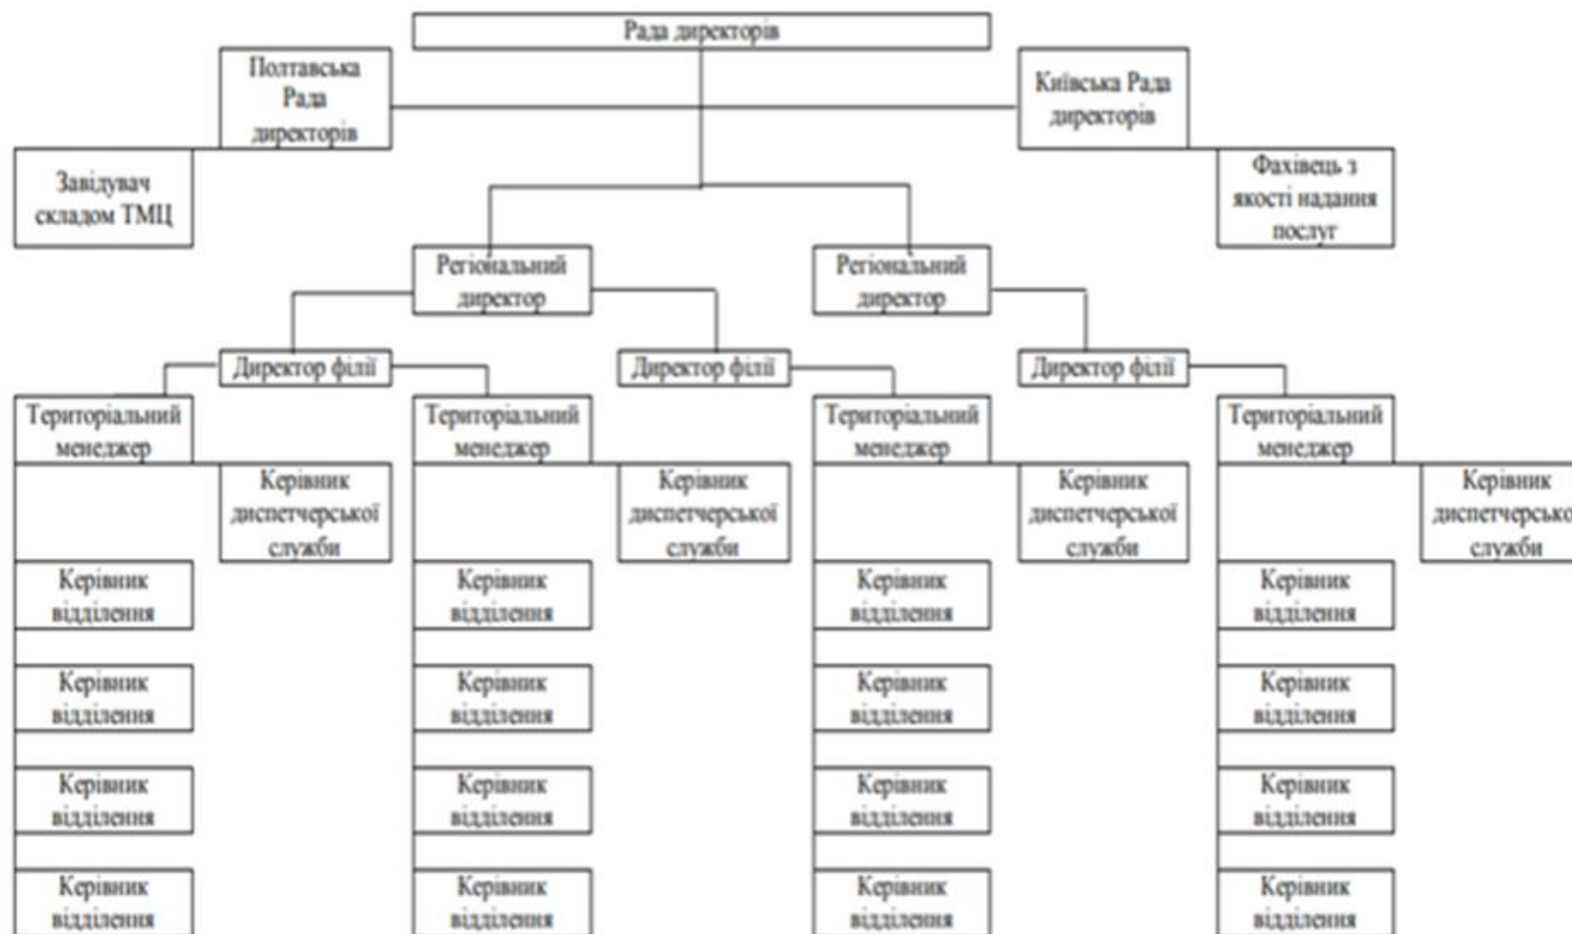 Рада директорів
Полтавська
Рада
директорів
Київська Рада
директорів
Завідувач
складом ТМЦ
Фахівець з
якості надання
послуг
Регіональний
директор
Регіональний
директор
Директор філії
Директор філії
Директор філії
Територіальний
менеджер
Територіальний
менеджер
Територіальний
менеджер
Територіальний
менеджер
Керівник
диспетчерської
служби
Керівник
диспетчерської
служби
Керівник
диспетчерської
служби
Керівник
диспетчерсько
служби
Керівник
відділення
Керівник
відділення
Керівник
відділення
Керівник
відділення
Керівник
відділення
Керівник
відділення
Керівник
відділення
Керівник
відділення
Керівник
відділення
Керівник
відділення
Керівник
відділення
Керівник
відділення
Керівник
відділення
Керівник
відділення
Керівник
відділення
Керівник
відділення